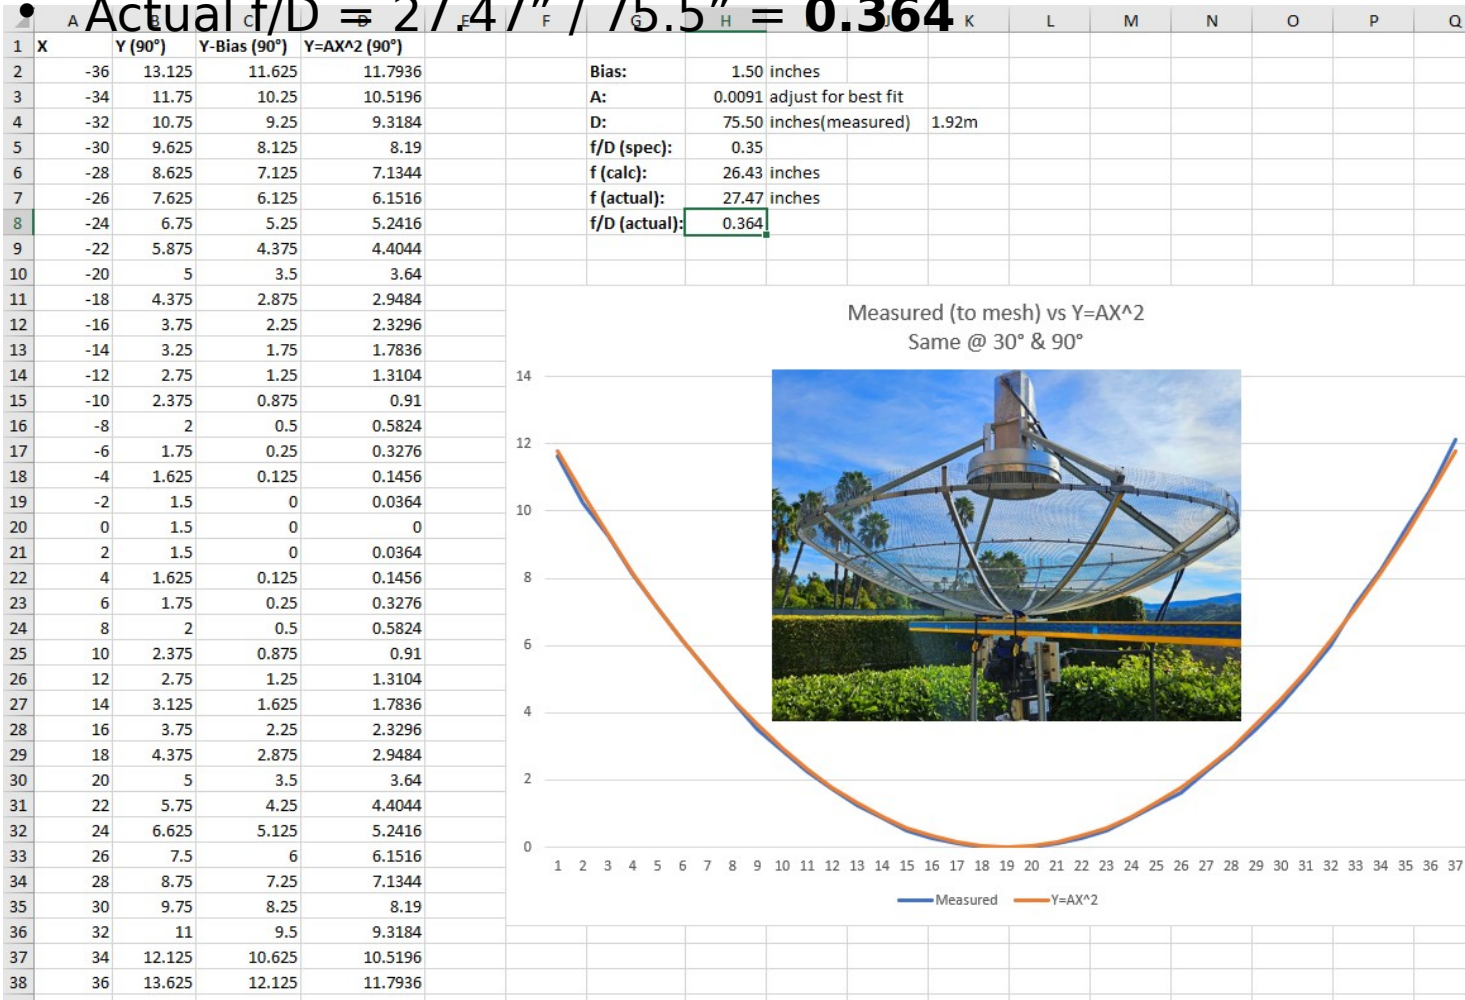 • Actual f/D = 27.47” / 75.5” = 0.364
A B C D E F G H I J K L M N O P Q
1 X Y (90°) Y-Bias (90°) Y=AX^2 (90°)
2 -36 13.125 11.625 11.7936 Bias: 1.50 inches
3 -34 11.75 10.25 10.5196 A: 0.0091 adjust for best fit
4 -32 10.75 9.25 9.3184 D: 75.50 inches(measured) 1.92m
5 -30 9.625 8.125 8.19 f/D (spec): 0.35
6 -28 8.625 7.125 7.1344 f (calc): 26.43 inches
7 -26 7.625 6.125 6.1516 f (actual): 27.47 inches
8 -24 6.75 5.25 5.2416 f/D (actual): 0.364
9 -22 5.875 4.375 4.4044
10 -20 5 3.5 3.64
11 -18 4.375 2.875 2.9484
12 -16 3.75 2.25 2.3296
13 -14 3.25 1.75 1.7836
14 -12 2.75 1.25 1.3104
15 -10 2.375 0.875 0.91
16 -8 2 0.5 0.5824
17 -6 1.75 0.25 0.3276
18 -4 1.625 0.125 0.1456
19 -2 1.5 0 0.0364
20 0 1.5 0 0
21 2 1.5 0 0.0364
22 4 1.625 0.125 0.1456
23 6 1.75 0.25 0.3276
24 8 2 0.5 0.5824
25 10 2.375 0.875 0.91
26 12 2.75 1.25 1.3104
27 14 3.125 1.625 1.7836
28 16 3.75 2.25 2.3296
29 18 4.375 2.875 2.9484
30 20 5 3.5 3.64
31 22 5.75 4.25 4.4044
32 24 6.625 5.125 5.2416
33 26 7.5 6 6.1516
34 28 8.75 7.25 7.1344
35 30 9.75 8.25 8.19
36 32 11 9.5 9.3184
37 34 12.125 10.625 10.5196
38 36 13.625 12.125 11.7936
Measured (to mesh) vs Y=AX^2
Same @ 30° & 90°
14
12
10
8
6
4
2
0
1 2 3 4 5 6 7 8 9 10 11 12 13 14 15 16 17 18 19 20 21 22 23 24 25 26 27 28 29 30 31 32 33 34 35 36 37
Measured Y=AX^2